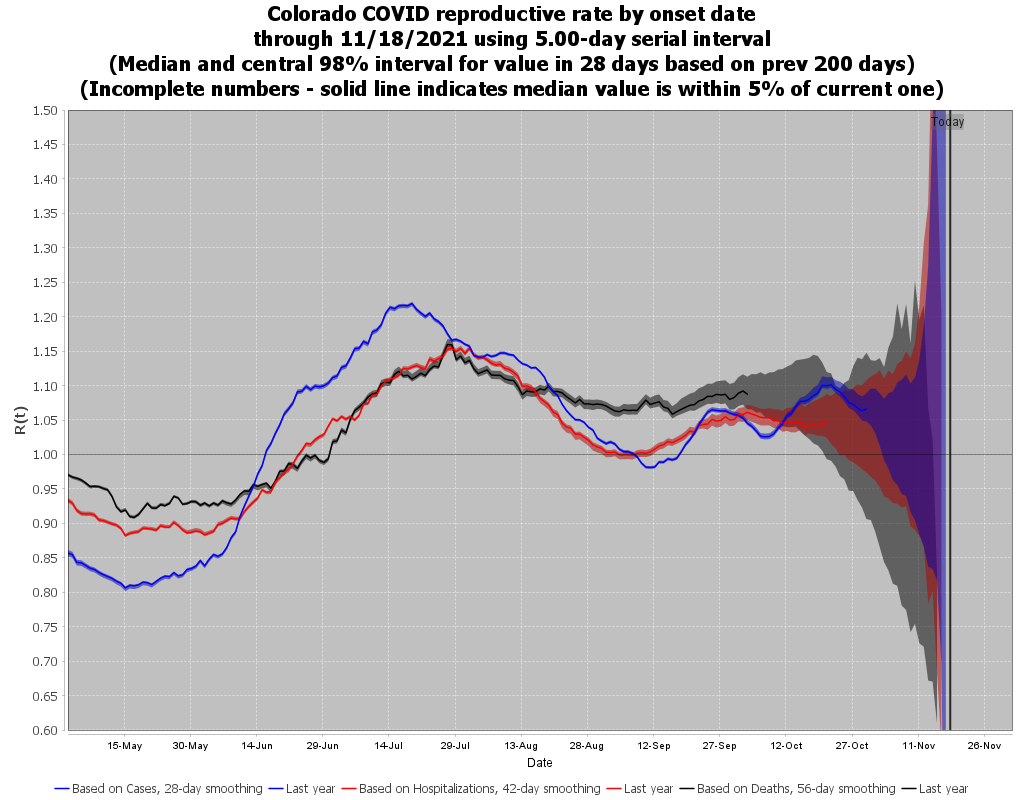 Colorado COVID reproductive rate by onset date
through 11/18/2021 using 5.00-day serial interval
(Median and central 98% interval for value in 28 days based on prev 200 days)
(Incomplete numbers - solid line indicates median value is within 5% of current one)
Today
1.50
1.45
1.40
1.35
1.30
1.25
1.20
1.15
1.10
1.05
1.00
0.95
0.90
0.85
0.80
0.75
0.70
0.65
0.60
R(t)
15-May 30-May 14-Jun 29-Jun 14-Jul 29-Jul 13-Aug 28-Aug 12-Sep 27-Sep 12-Oct 27-Oct 11-Nov 26-Nov
Date
Based on Cases, 28-day smoothing Last year Based on Hospitalizations, 42-day smoothing Last year Based on Deaths, 56-day smoothing Last year